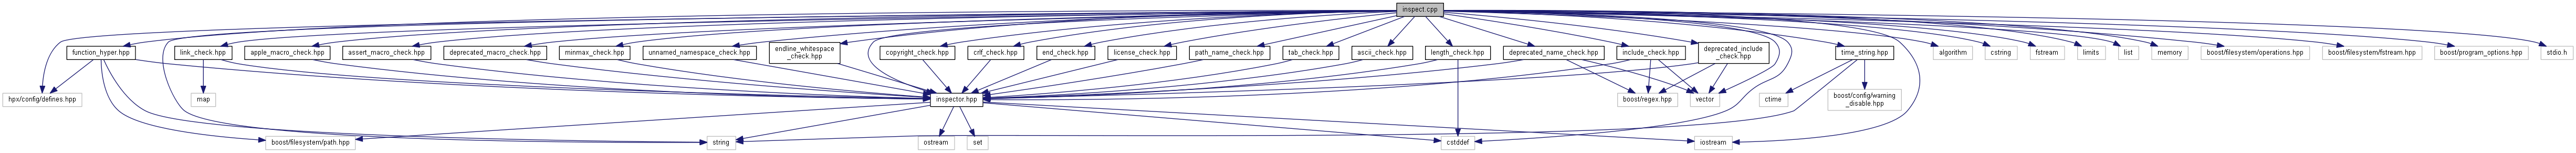 inspect.cpp
function_hyper.hpp
link_check.hpp
apple_macro_check.hpp
assert_macro_check.hpp
deprecated_macro_check.hpp
minmax_check.hpp
unnamed_namespace_check.hpp
endline_whitespace
_check.hpp
copyright_check.hpp
crlf_check.hpp
end_check.hpp
license_check.hpp
path_name_check.hpp
tab_check.hpp
ascii_check.hpp
length_check.hpp
deprecated_name_check.hpp
include_check.hpp
deprecated_include
_check.hpp
time_string.hpp
algorithm
cstring
fstream
limits
list
memory
boost/filesystem/operations.hpp
boost/filesystem/fstream.hpp
boost/program_options.hpp
stdio.h
hpx/config/defines.hpp
map
inspector.hpp
boost/regex.hpp
vector
ctime
boost/config/warning
_disable.hpp
boost/filesystem/path.hpp
string
ostream
set
cstddef
iostream